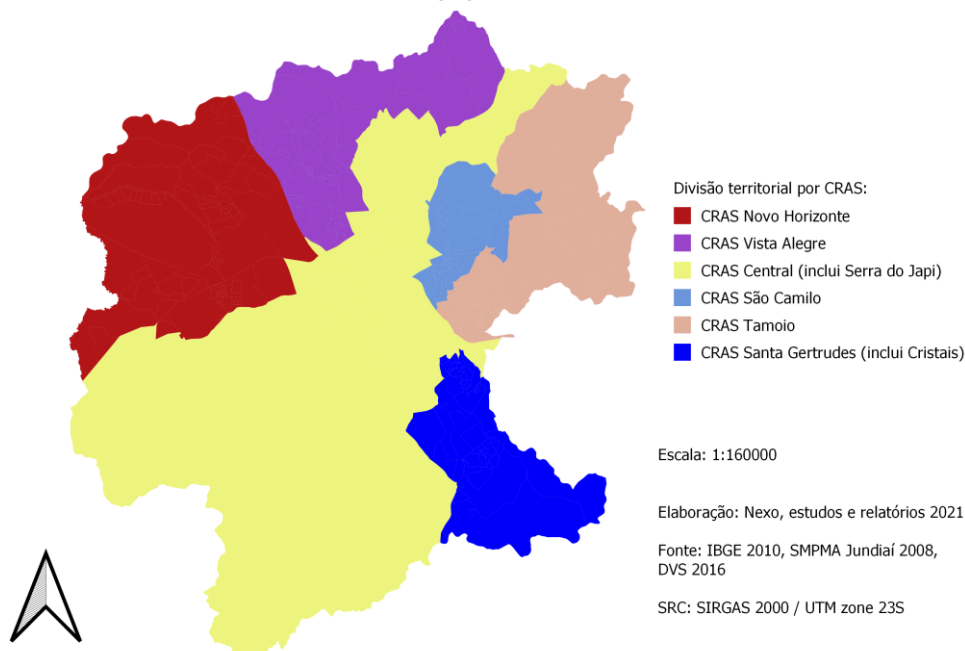 Divisão territorial por CRAS:
CRAS Novo Horizonte
CRAS Vista Alegre
CRAS Central (inclui Serra do Japi)
CRAS São Camilo
CRAS Tamoio
CRAS Santa Gertrudes (inclui Cristais)
Escala: 1:160000
Elaboração: Nexo, estudos e relatórios 2021
Fonte: IBGE 2010, SMPMA Jundiaí 2008,
DVS 2016
SRC: SIRGAS 2000 / UTM zone 23S